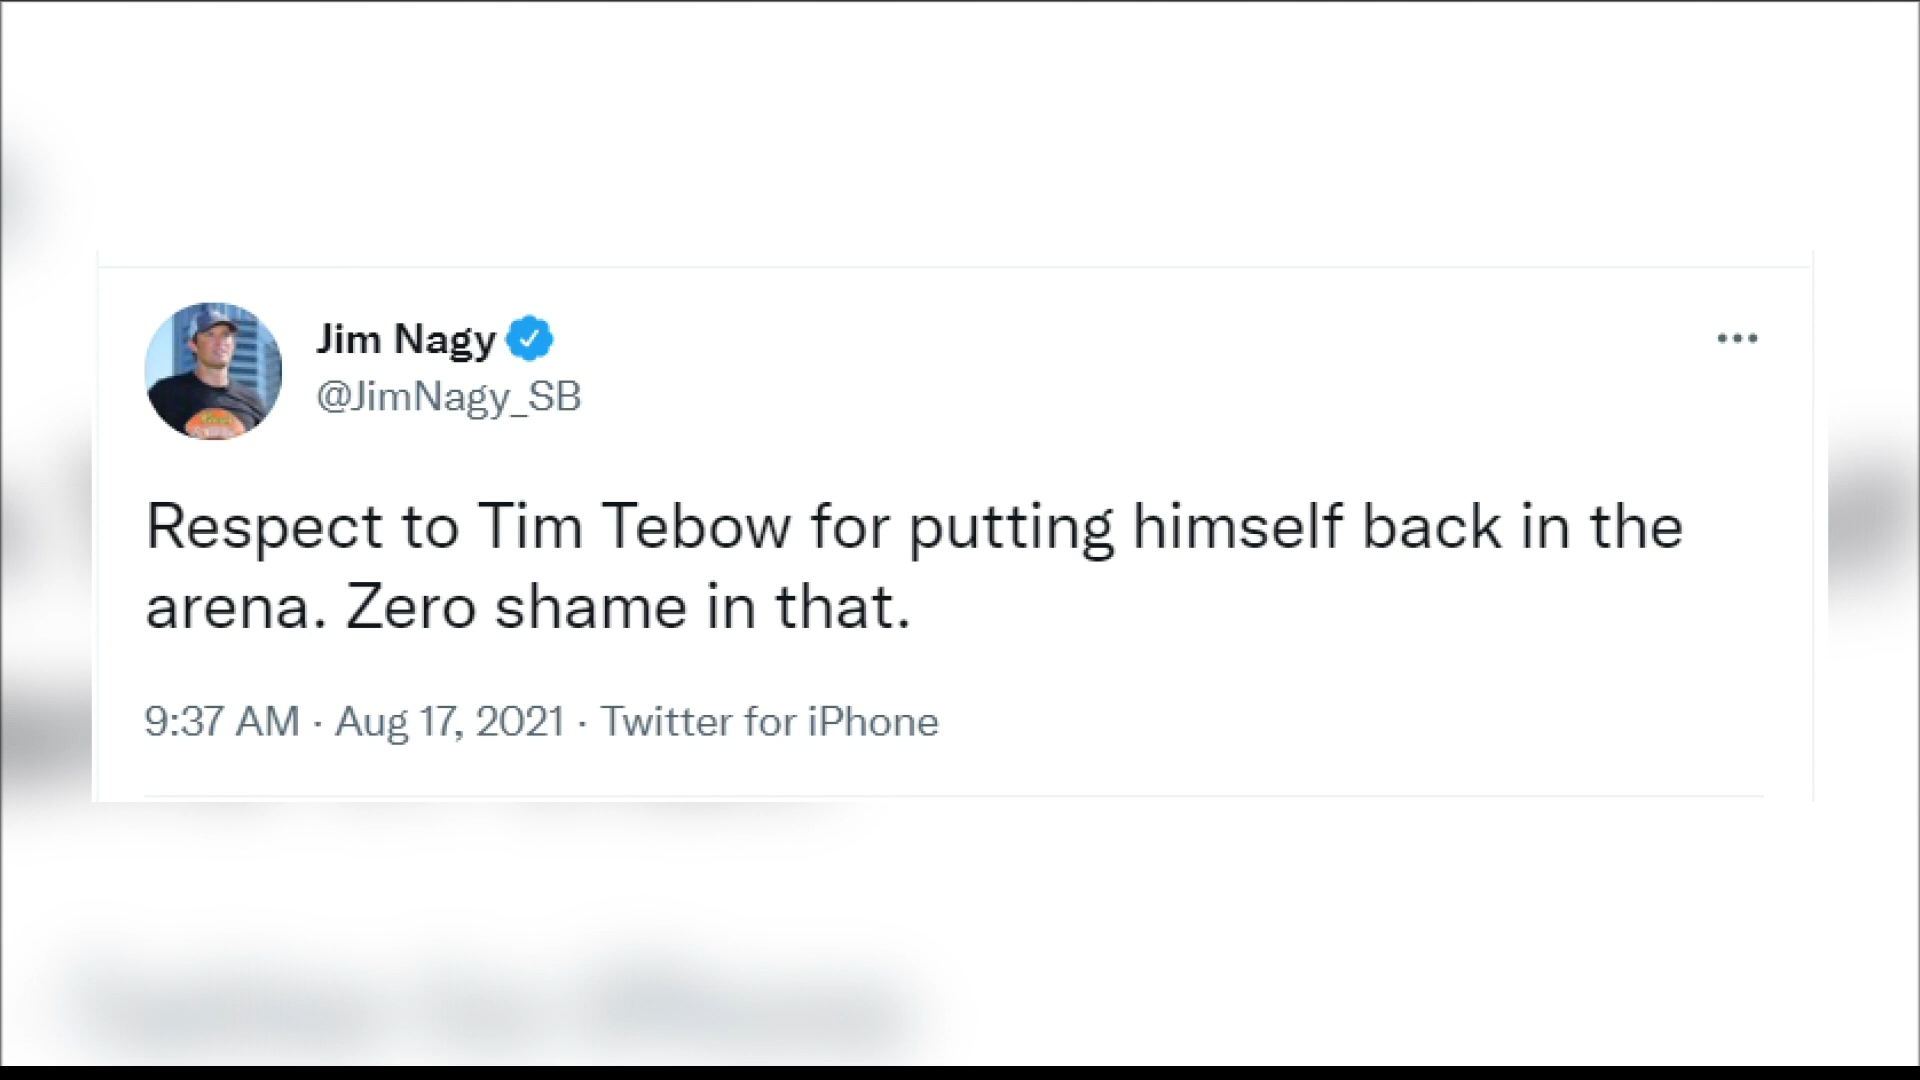 Jim Nagy
@JimNagy_SB
Respect to Tim Tebow for putting himself back in the
arena. Zero shame in that.
9:37 AM · Aug 17, 2021 · Twitter for iPhone